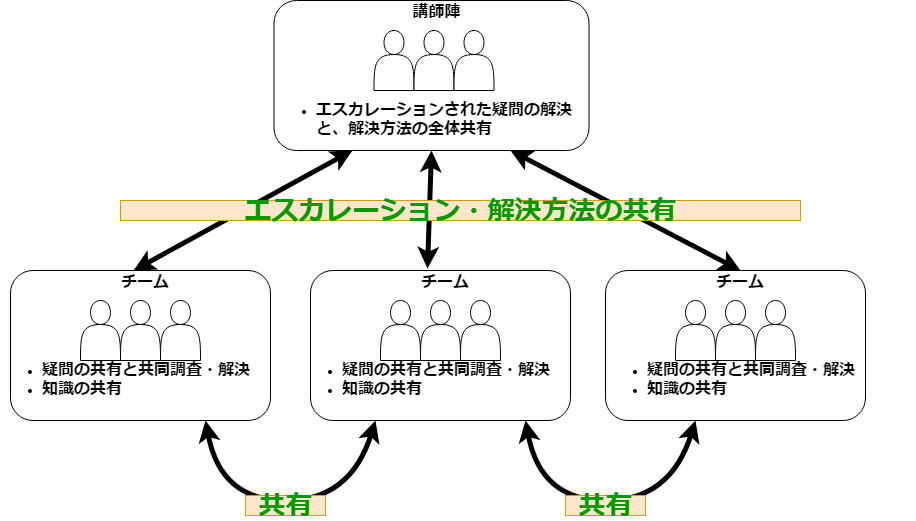 講師陣
エスカレーションされた疑問の解決
と、解決方法の全体共有
エスカレーション・解決方法の共有
チーム
疑問の共有と共同調査・解決
知識の共有
チーム
疑問の共有と共同調査・解決
知識の共有
チーム
疑問の共有と共同調査・解決
知識の共有
共有
共有